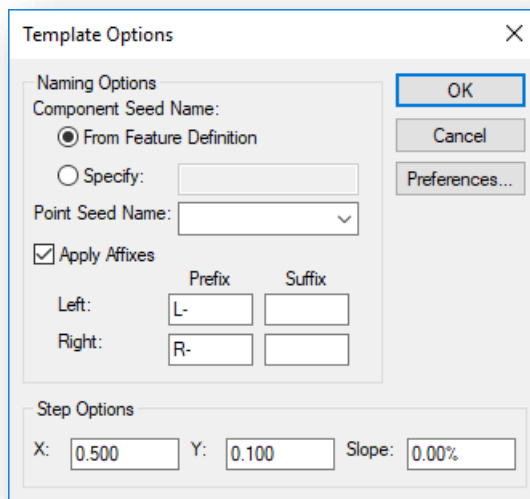 Template Options
Naming Options
OK
Component Seed Name:
From Feature Definition
Cancel
Specify:
Preferences...
Point Seed Name:
Apply Affixes
Prefix Suffix
Left: L-
Right: R-
Step Options
X: 0.500 Y: 0.100 Slope: 0.00%